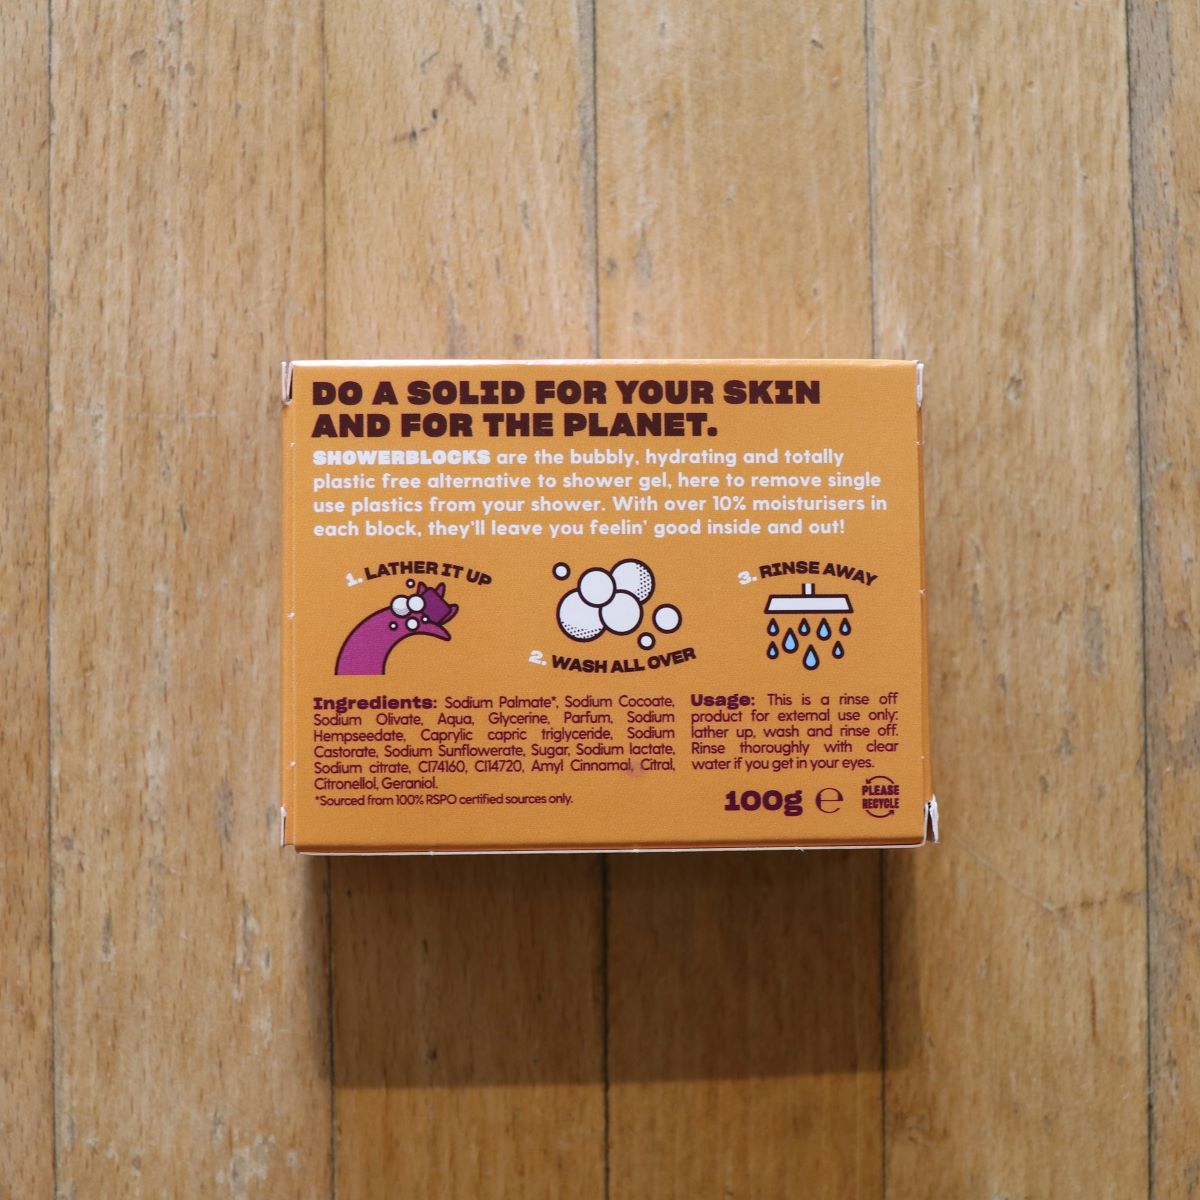 DO A SOLID FOR YOUR SKIN
AND FOR THE PLANET.
SHOWERBLOCKS are the bubbly, hydrating and totally
plastic free alternative to shower gel, here to remove single
use plastics from your shower. With over 10% moisturisers in
each block, they'll leave you feelin' good inside and out!
1. LATHER IT UP
2. WASH ALL OVER
3. RINSE AWAY
Ingredients: Sodium Palmate*, Sodium Cocoate,
Sodium Olivate, Aqua, Glycerine, Parfum, Sodium
Hempseedate, Caprylic capric triglyceride, Sodium
Castorate, Sodium Sunflowerate, Sugar, Sodium lactate,
Sodium citrate, CI74160, CI14720, Amyl Cinnamal, Citral,
Citronellol, Geraniol.
*Sourced from 100% RSPO certified sources only.
Usage: This is a rinse off
product for external use only:
lather up, wash and rinse off.
Rinse thoroughly with clear
water if you get in your eyes.
100g ℮
PLEASE
RECYCLE